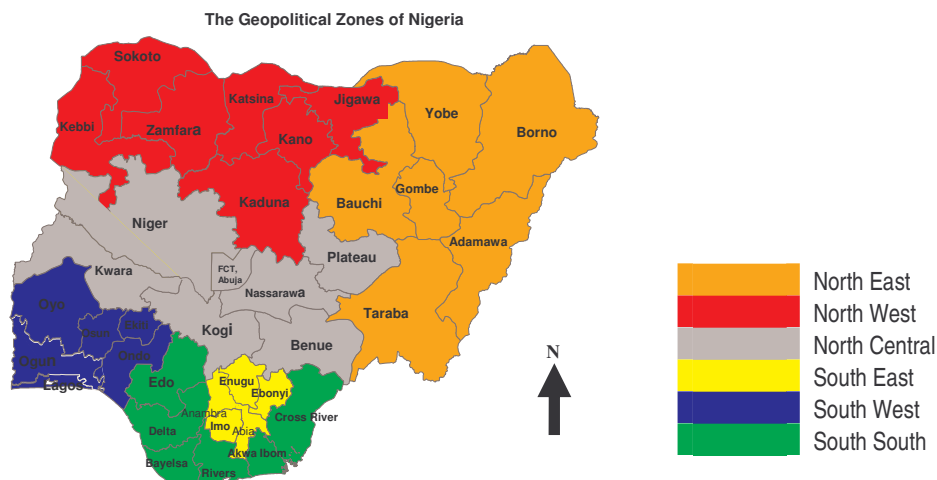 The Geopolitical Zones of Nigeria
Sokoto
Kebbi
Zamfara
Katsina
Kano
Jigawa
Yobe
Borno
Kaduna
Bauchi
Gombe
Adamawa
Niger
FCT,
Abuja
Plateau
Kwara
Nassarawa
Taraba
Kogi
Benue
Oyo
Osun
Ekiti
Ogun
Ondo
Lagos
Edo
Enugu
Ebonyi
Anambra
Imo
Abia
Cross River
Delta
Akwa Ibom
Bayelsa
Rivers
N
North East
North West
North Central
South East
South West
South South